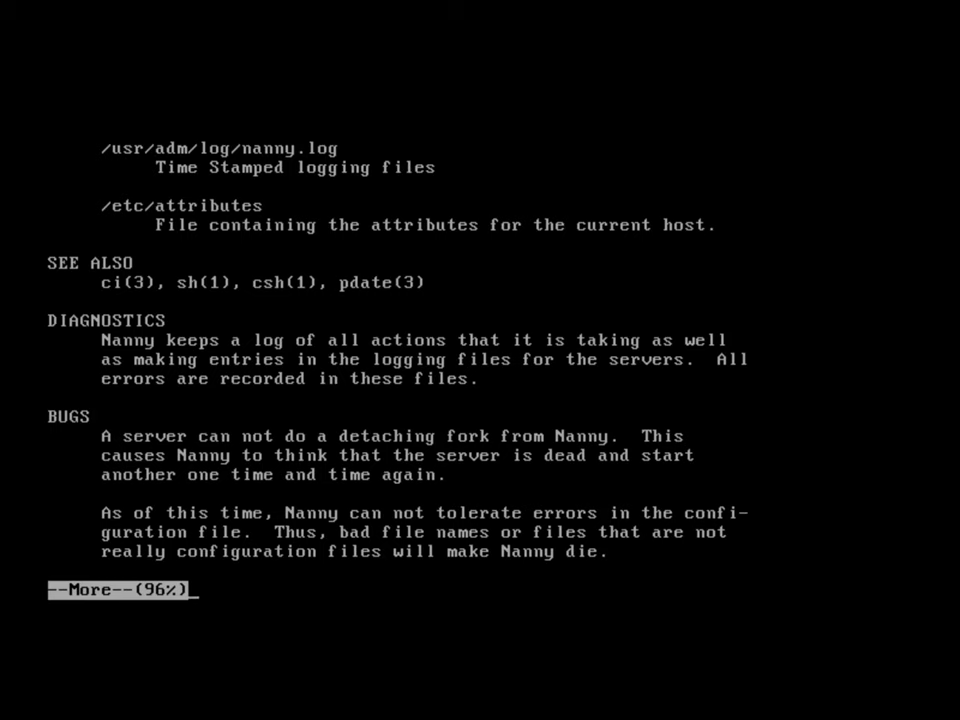 /usr/adm/log/nanny.log
Time Stamped logging files
/etc/attributes
File containing the attributes for the current host.
SEE ALSO
ci(3), sh(1), csh(1), pdate(3)
DIAGNOSTICS
Nanny keeps a log of all actions that it is taking as well
as making entries in the logging files for the servers.  All
errors are recorded in these files.
BUGS
A server can not do a detaching fork from Nanny.  This
causes Nanny to think that the server is dead and start
another one time and time again.
As of this time, Nanny can not tolerate errors in the confi-
guration file.  Thus, bad file names or files that are not
really configuration files will make Nanny die.
--More--(96%)_